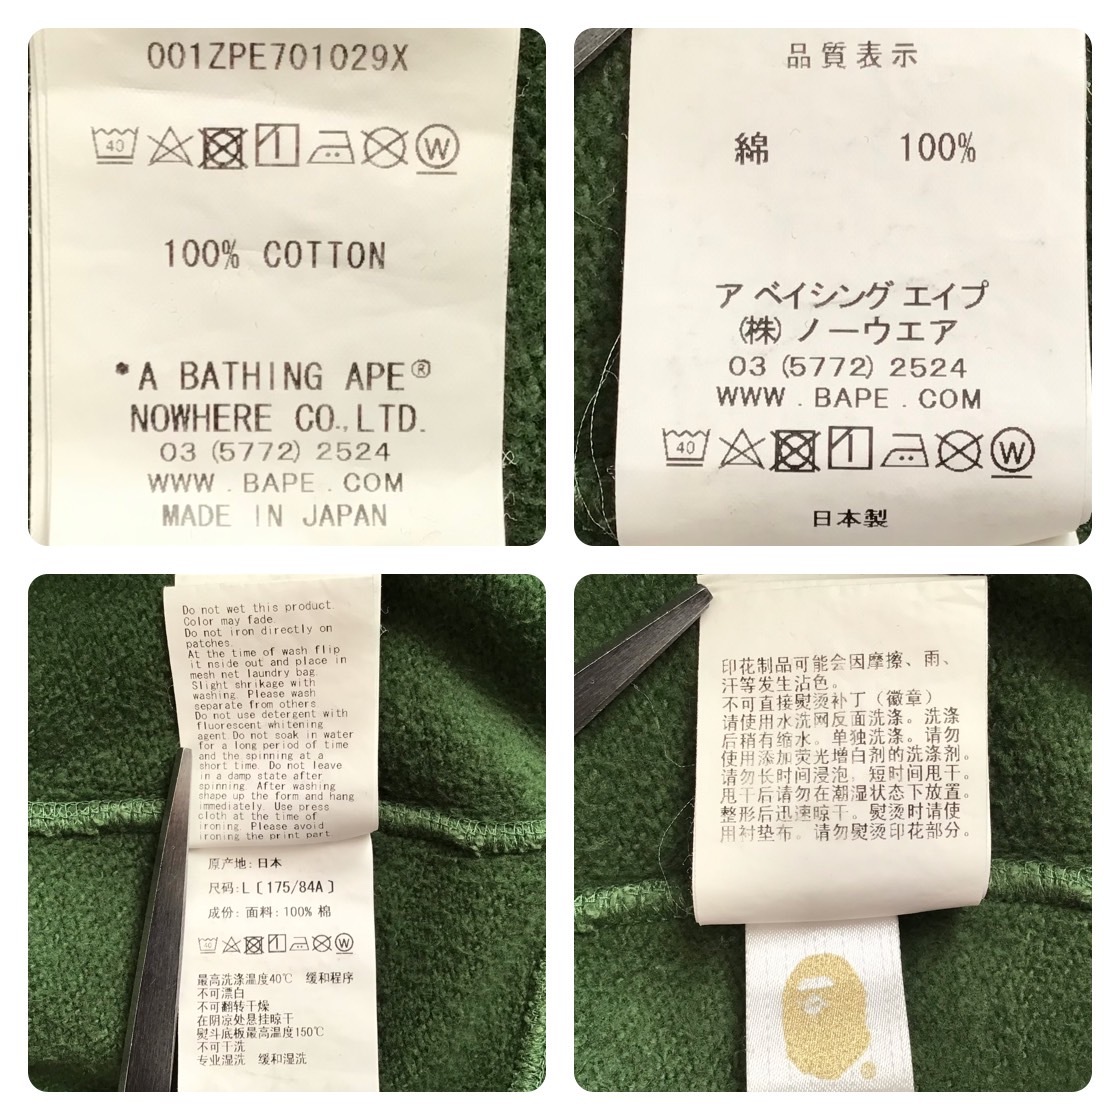 001ZPE701029X
40
W
100% COTTON
*A BATHING APE®
NOWHERE CO.,LTD.
03 (5772) 2524
WWW.BAPE.COM
MADE IN JAPAN
品質表示
綿 100%
ア ベイシング エイプ
(株) ノーウエア
03 (5772) 2524
WWW.BAPE.COM
40
W
日本製
Do not wet this product.
Color may fade.
Do not iron directly on
patches.
At the time of wash flip
it nside out and place in
mesh net laundry bag.
Slight shrikage with
washing. Please wash
separate from others
Do not use detergent with
fluorescent whitening
agent Do not soak in water
for a long period of time
and the spinning at a
short time. Do not leave
in a damp state after
spinning. After washing
shape up the form and hang
immediately. Use press
cloth at the time of
ironing. Please avoid
ironing the print part
原产地: 日本
尺码: L (175/84A)
成份: 面料: 100% 棉
40
W
最高洗涤温度40℃ 缓和程序
不可漂白
不可翻转干燥
在阴凉处悬挂晾干
熨斗底板最高温度150℃
不可干洗
专业湿洗 缓和湿洗
印花制品可能会因摩擦、雨、
汗等发生沾色。
不可直接熨烫补丁（徽章）
请使用水洗网反面洗涤。洗涤
后稍有缩水。单独洗涤。请勿
使用添加荧光增白剂的洗涤剂。
请勿长时间浸泡。短时间甩干。
甩干后请勿在潮湿状态下放置。
整形后迅速晾干。熨烫时请使
用衬垫布。请勿熨烫印花部分。
®